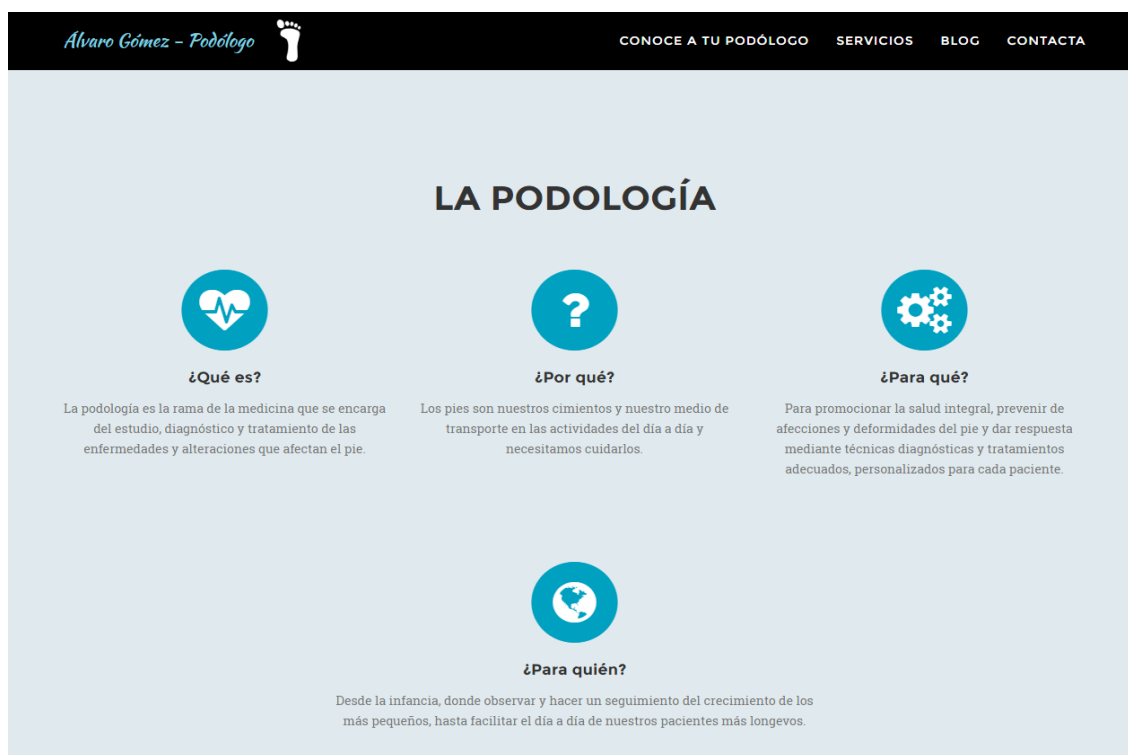 Álvaro Gómez – Podólogo
CONOCE A TU PODÓLOGO SERVICIOS BLOG CONTACTA
LA PODOLOGÍA
¿Qué es?
La podología es la rama de la medicina que se encarga
del estudio, diagnóstico y tratamiento de las
enfermedades y alteraciones que afectan el pie.
¿Por qué?
Los pies son nuestros cimientos y nuestro medio de
transporte en las actividades del día a día y
necesitamos cuidarlos.
¿Para qué?
Para promocionar la salud integral, prevenir de
afecciones y deformidades del pie y dar respuesta
mediante técnicas diagnósticas y tratamientos
adecuados, personalizados para cada paciente.
¿Para quién?
Desde la infancia, donde observar y hacer un seguimiento del crecimiento de los
más pequeños, hasta facilitar el día a día de nuestros pacientes más longevos.